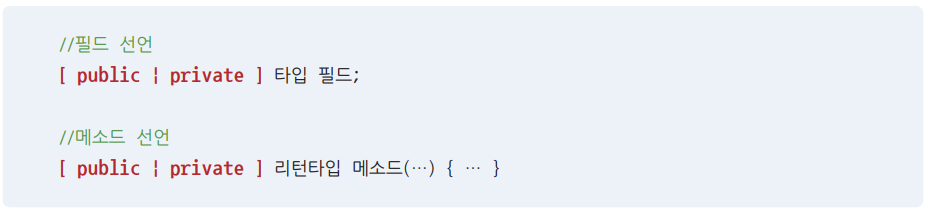 //필드 선언
[ public | private ] 타입 필드;
//메소드 선언
[ public | private ] 리턴타입 메소드(…) { … }